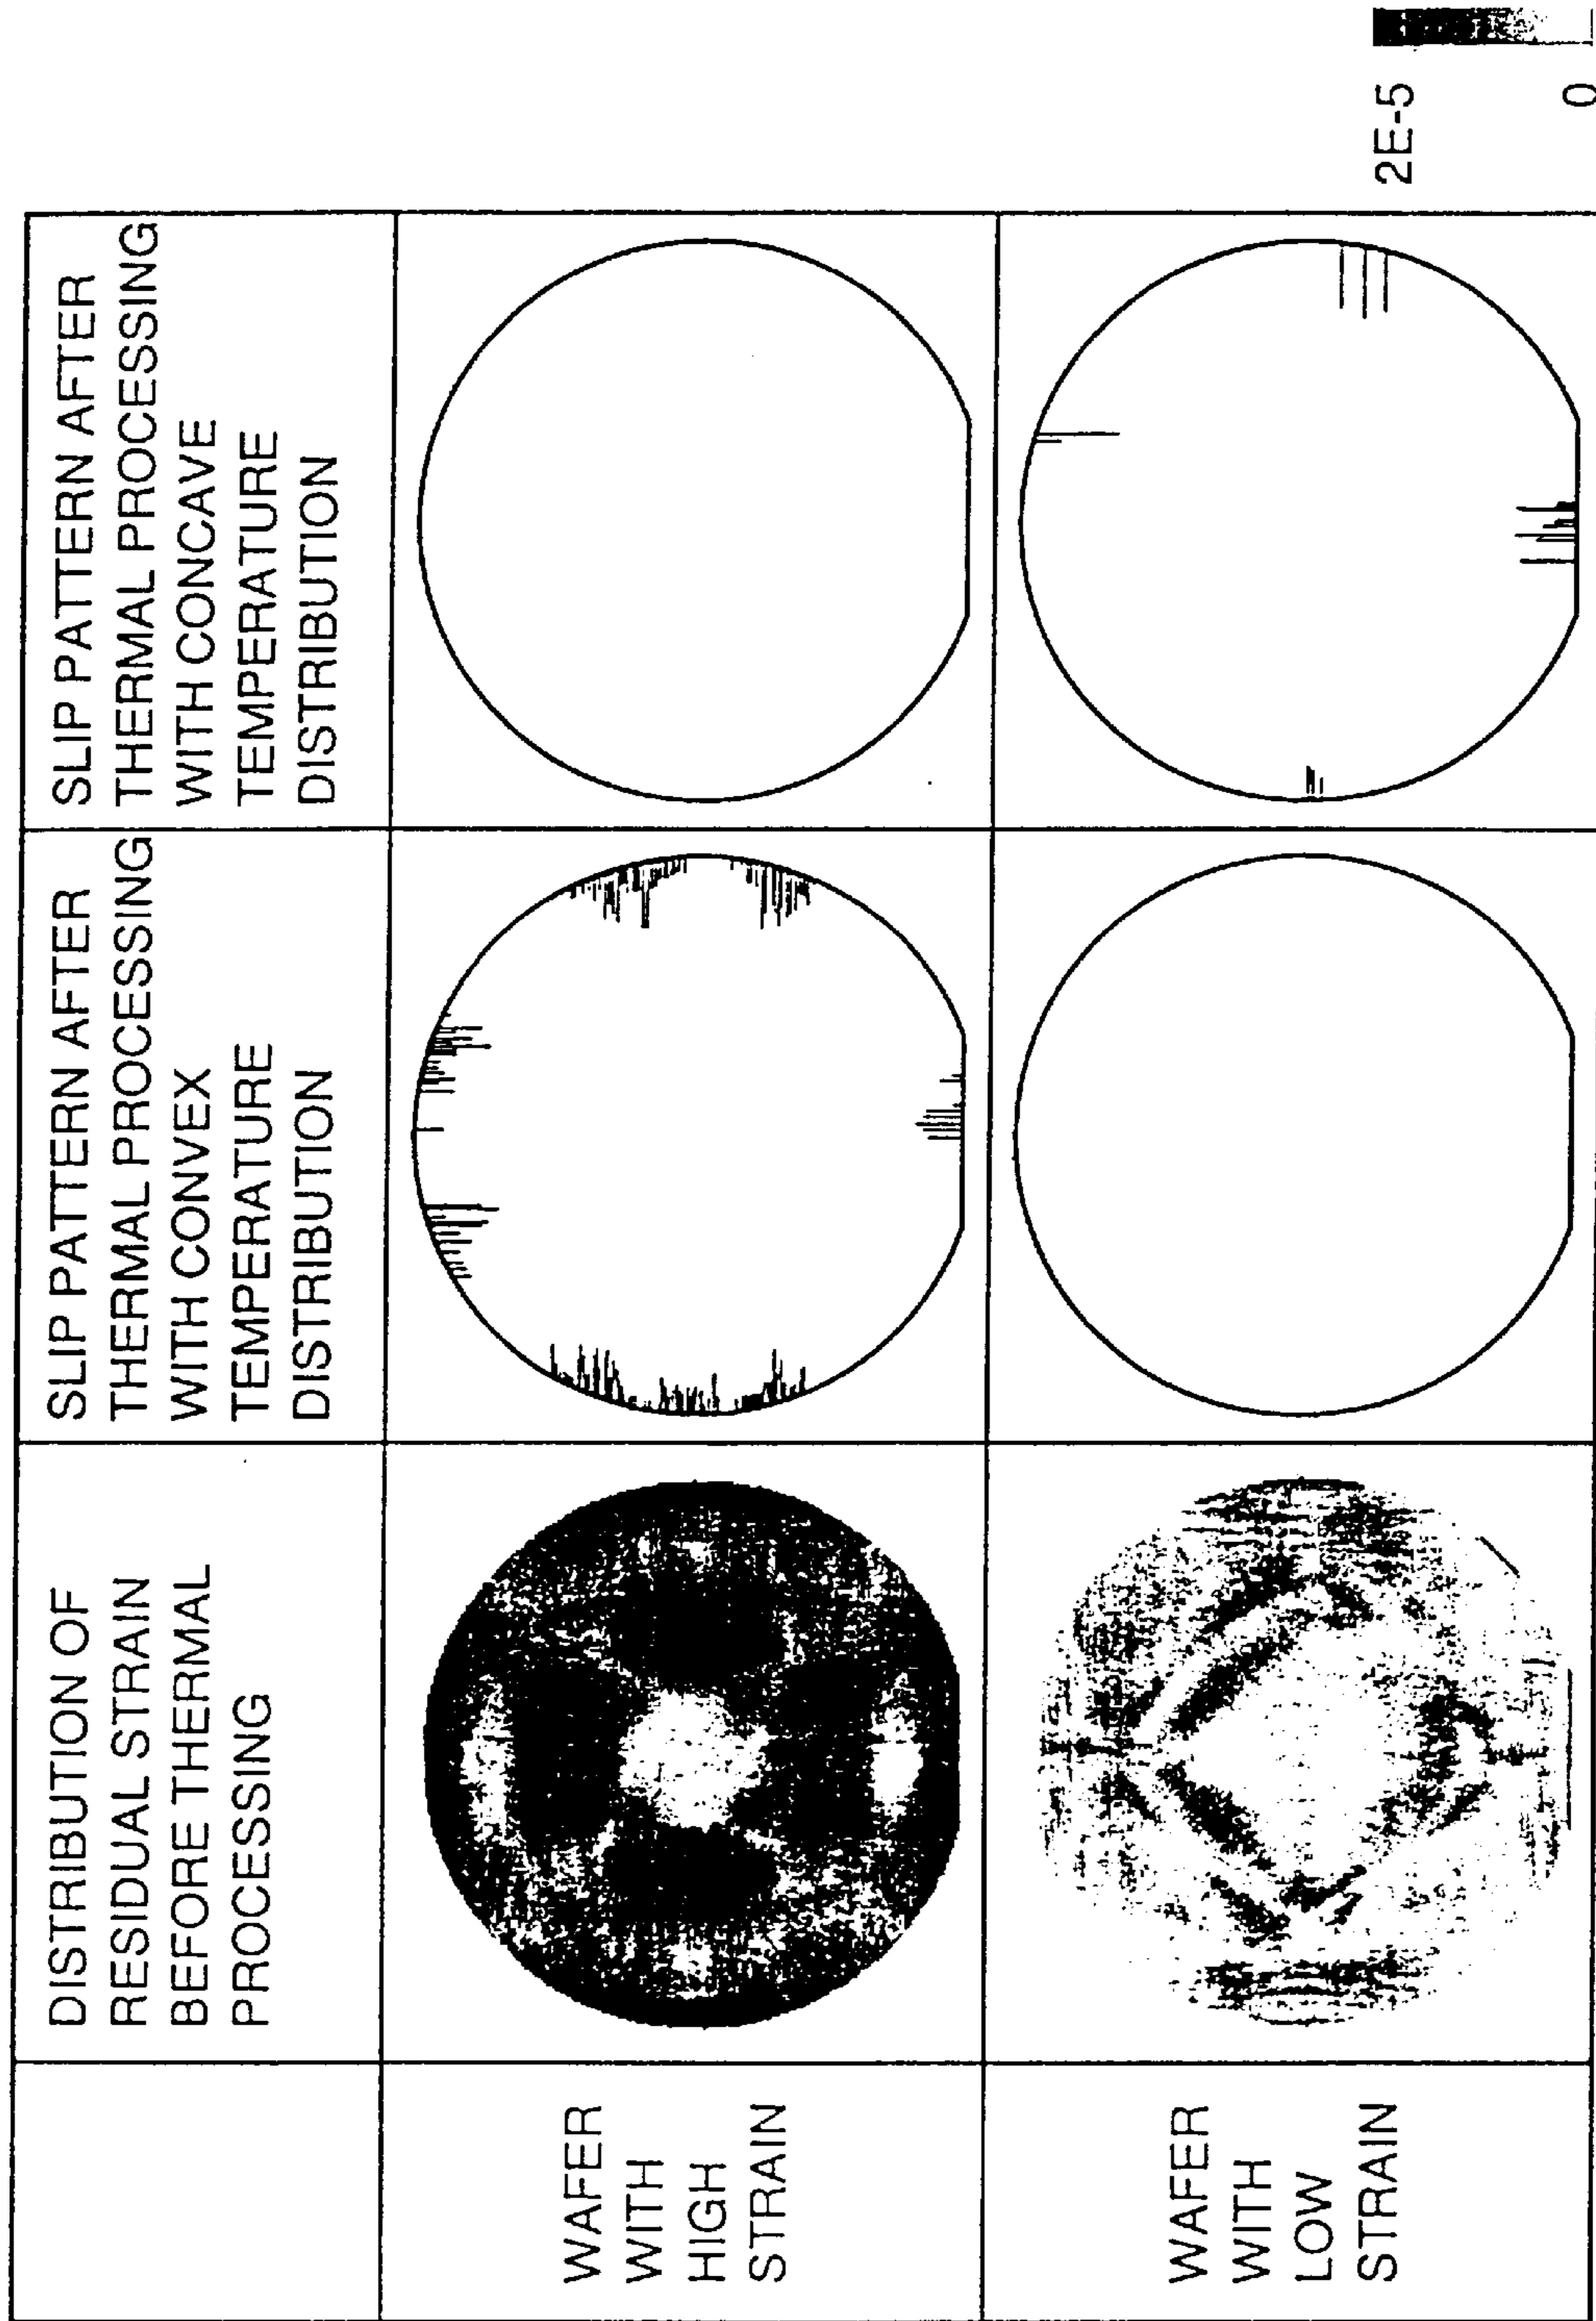 DISTRIBUTION OF
RESIDUAL STRAIN
BEFORE THERMAL
PROCESSING
SLIP PATTERN AFTER
THERMAL PROCESSING
WITH CONVEX
TEMPERATURE
DISTRIBUTION
SLIP PATTERN AFTER
THERMAL PROCESSING
WITH CONCAVE
TEMPERATURE
DISTRIBUTION
WAFER
WITH
HIGH
STRAIN
WAFER
WITH
LOW
STRAIN
2E-5
0